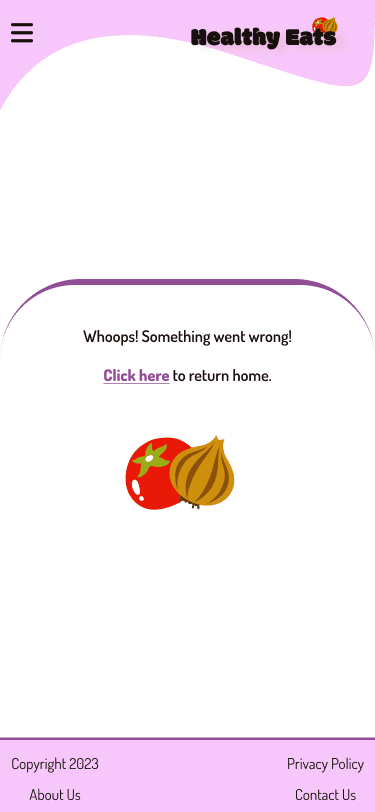 Healthy Eats
Whoops! Something went wrong!
Click here to return home.
Copyright 2023
Privacy Policy
About Us
Contact Us